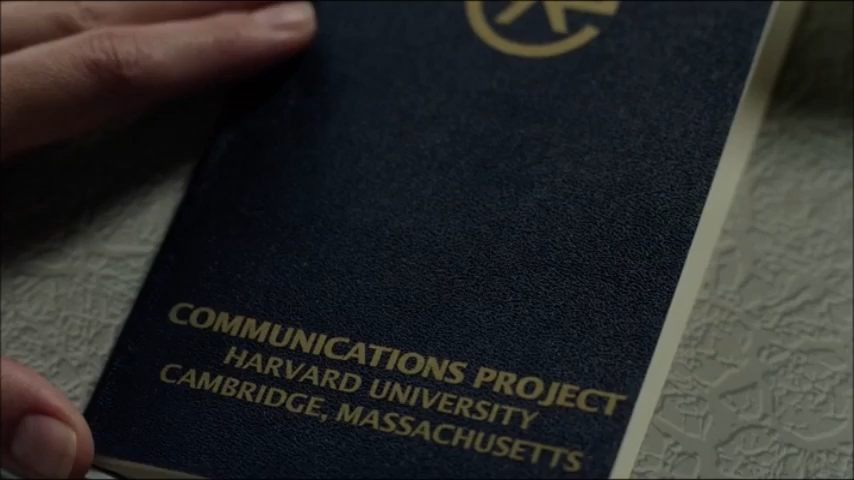 COMMUNICATIONS PROJECT
HARVARD UNIVERSITY
CAMBRIDGE, MASSACHUSETTS